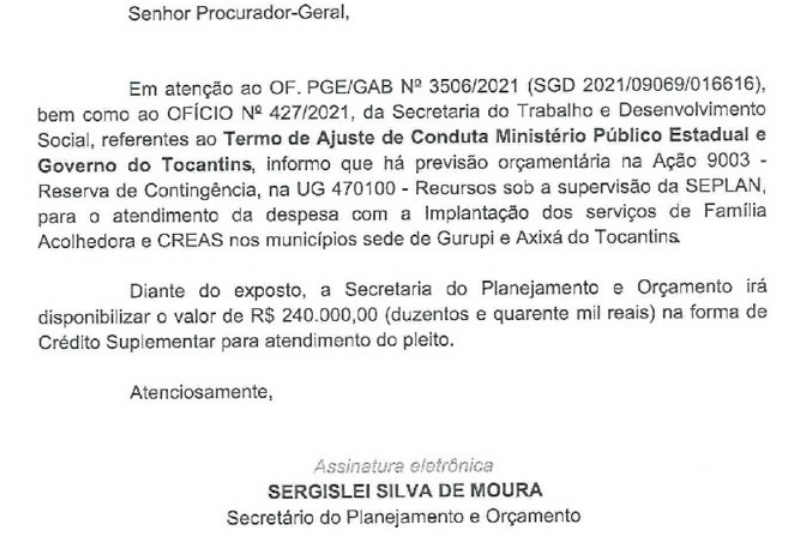 Senhor Procurador-Geral,
Em atenção ao OF. PGE/GAB Nº 3506/2021 (SGD 2021/09069/016616),
bem como ao OFÍCIO Nº 427/2021, da Secretaria do Trabalho e Desenvolvimento
Social, referentes ao Termo de Ajuste de Conduta Ministério Público Estadual e
Governo do Tocantins, informo que há previsão orçamentária na Ação 9003 -
Reserva de Contingência, na UG 470100 - Recursos sob a supervisão da SEPLAN,
para o atendimento da despesa com a Implantação dos serviços de Família
Acolhedora e CREAS nos municípios sede de Gurupi e Axixá do Tocantins.
Diante do exposto, a Secretaria do Planejamento e Orçamento irá
disponibilizar o valor de R$ 240.000,00 (duzentos e quarente mil reais) na forma de
Crédito Suplementar para atendimento do pleito.
Atenciosamente,
Assinatura eletrônica
SERGISLEI SILVA DE MOURA
Secretário do Planejamento e Orçamento